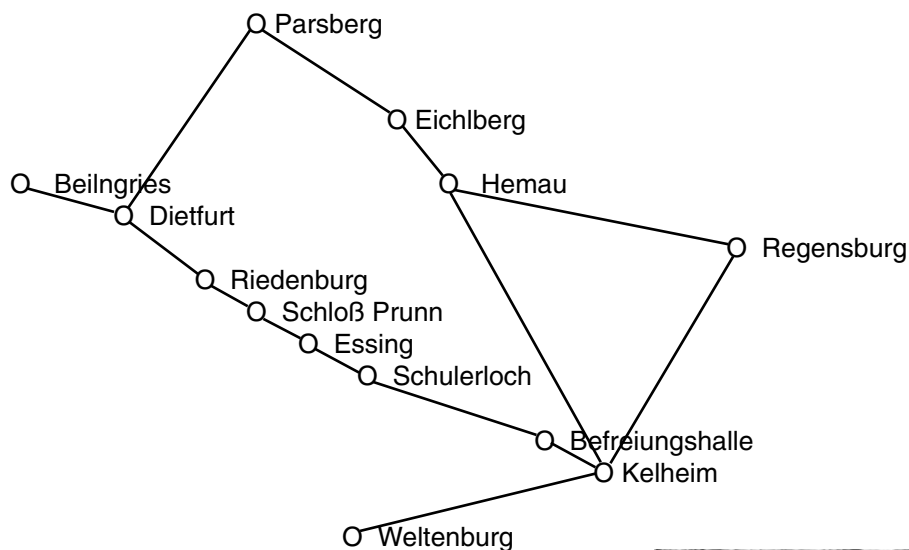 Parsberg
Eichlberg
Beilngries
Hemau
Dietfurt
Regensburg
Riedenburg
Schloß Prunn
Essing
Schulerloch
Befreiungshalle
Kelheim
Weltenburg